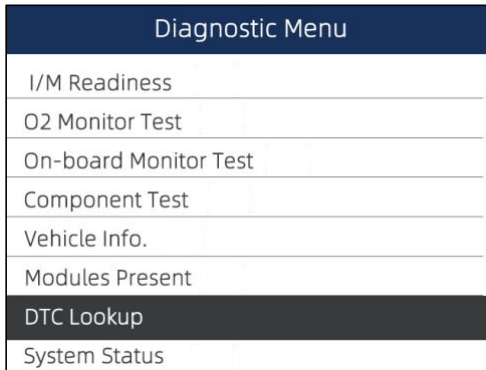 Diagnostic Menu
I/M Readiness
O2 Monitor Test
On-board Monitor Test
Component Test
Vehicle Info.
Modules Present
DTC Lookup
System Status